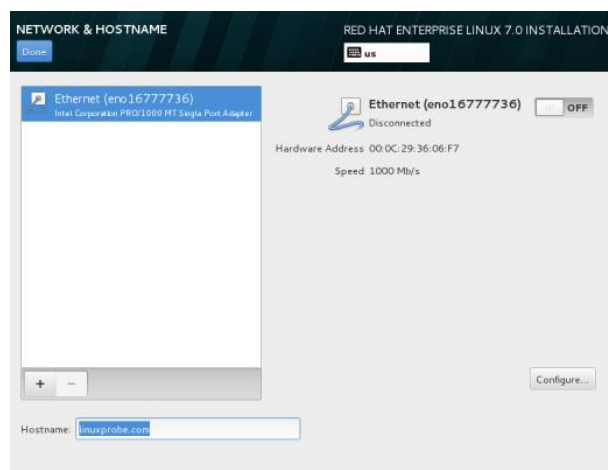 NETWORK & HOSTNAME
RED HAT ENTERPRISE LINUX 7.0 INSTALLATION
Done
us
Ethernet (eno16777736)
Intel Corporation PRO/1000 MT Single Port Adapter
Ethernet (eno16777736)
OFF
Disconnected
Hardware Address 00:0C:29:36:06:F7
Speed 1000 Mb/s
+ −
Configure...
Hostname: linuxprobe.com